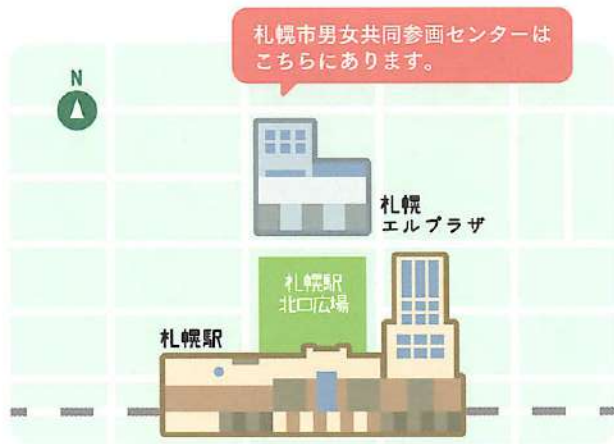 札幌市男女共同参画センターは
こちらにあります。
N
札幌
エルプラザ
札幌駅
北口広場
札幌駅